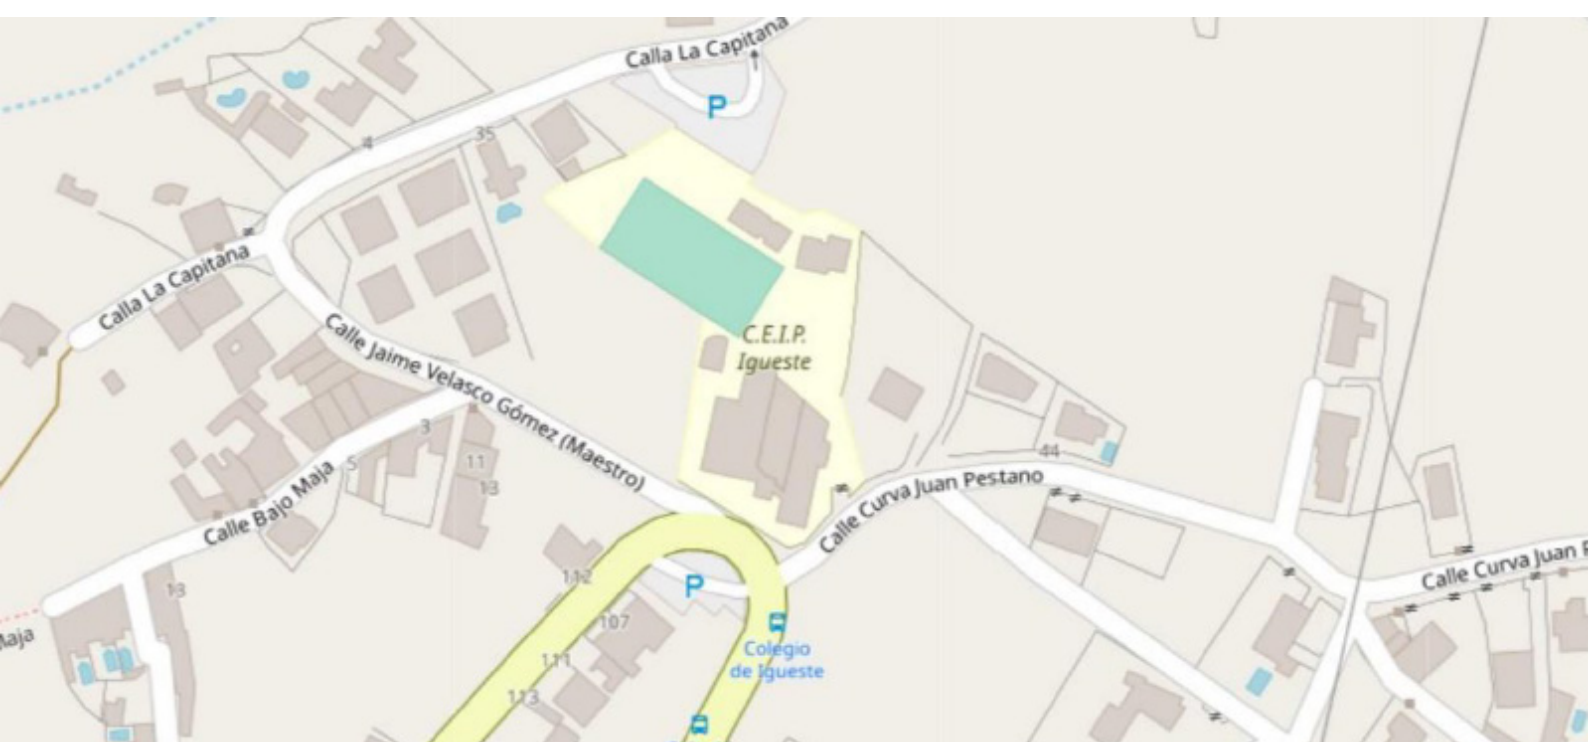 Calla La Capitana
P
35
4
Calla La Capitana
C.E.I.P.
Igueste
Calle Jaime Velasco Gómez (Maestro)
3
44
5
11
13
Calle Bajo Maja
Calle Curva Juan Pestano
Calle Curva Juan P
112
P
13
107
Maja
Colegio
de Igueste
111
113